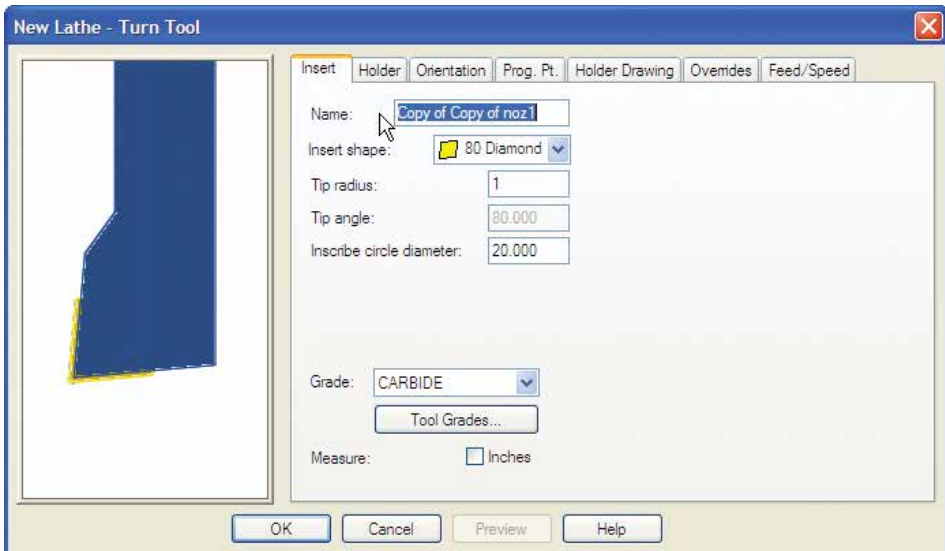 New Lathe - Turn Tool
Insert Holder Orientation Prog. Pt. Holder Drawing Overrides Feed/Speed
Name: Copy of Copy of noz1
Insert shape: 80 Diamond
Tip radius: 1
Tip angle: 80.000
Inscribe circle diameter: 20.000
Grade: CARBIDE
Tool Grades...
Measure: Inches
OK Cancel Preview Help